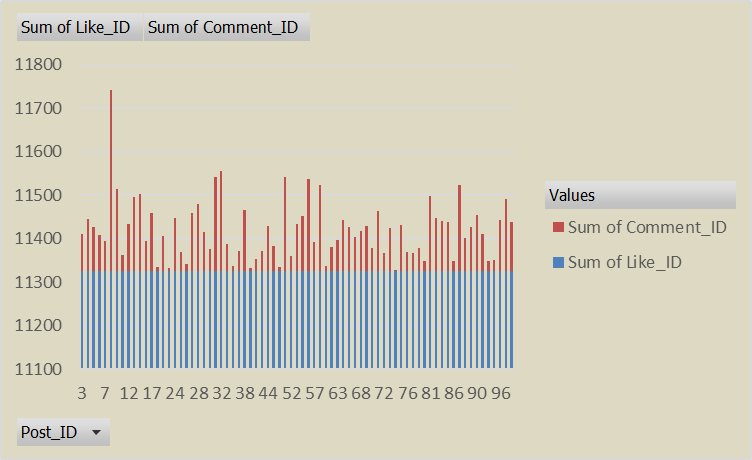 Sum of Like_ID Sum of Comment_ID
11800
11700
11600
11500
11400
11300
11200
11100
3 7 12 17 24 28 32 38 44 52 57 63 68 72 76 81 86 90 96
Values
Sum of Comment_ID
Sum of Like_ID
Post_ID